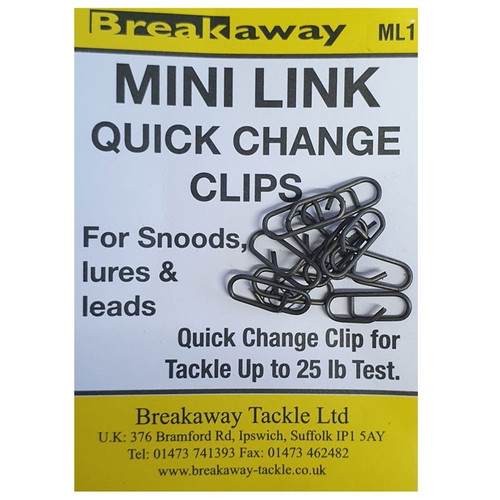 Breakaway ML1
MINI LINK
QUICK CHANGE
CLIPS
For Snoods,
lures &
leads
Quick Change Clip for
Tackle Up to 25 lb Test.
Breakaway Tackle Ltd
U.K: 376 Bramford Rd, Ipswich, Suffolk IP1 5AY
Tel: 01473 741393 Fax: 01473 462482
www.breakaway-tackle.co.uk